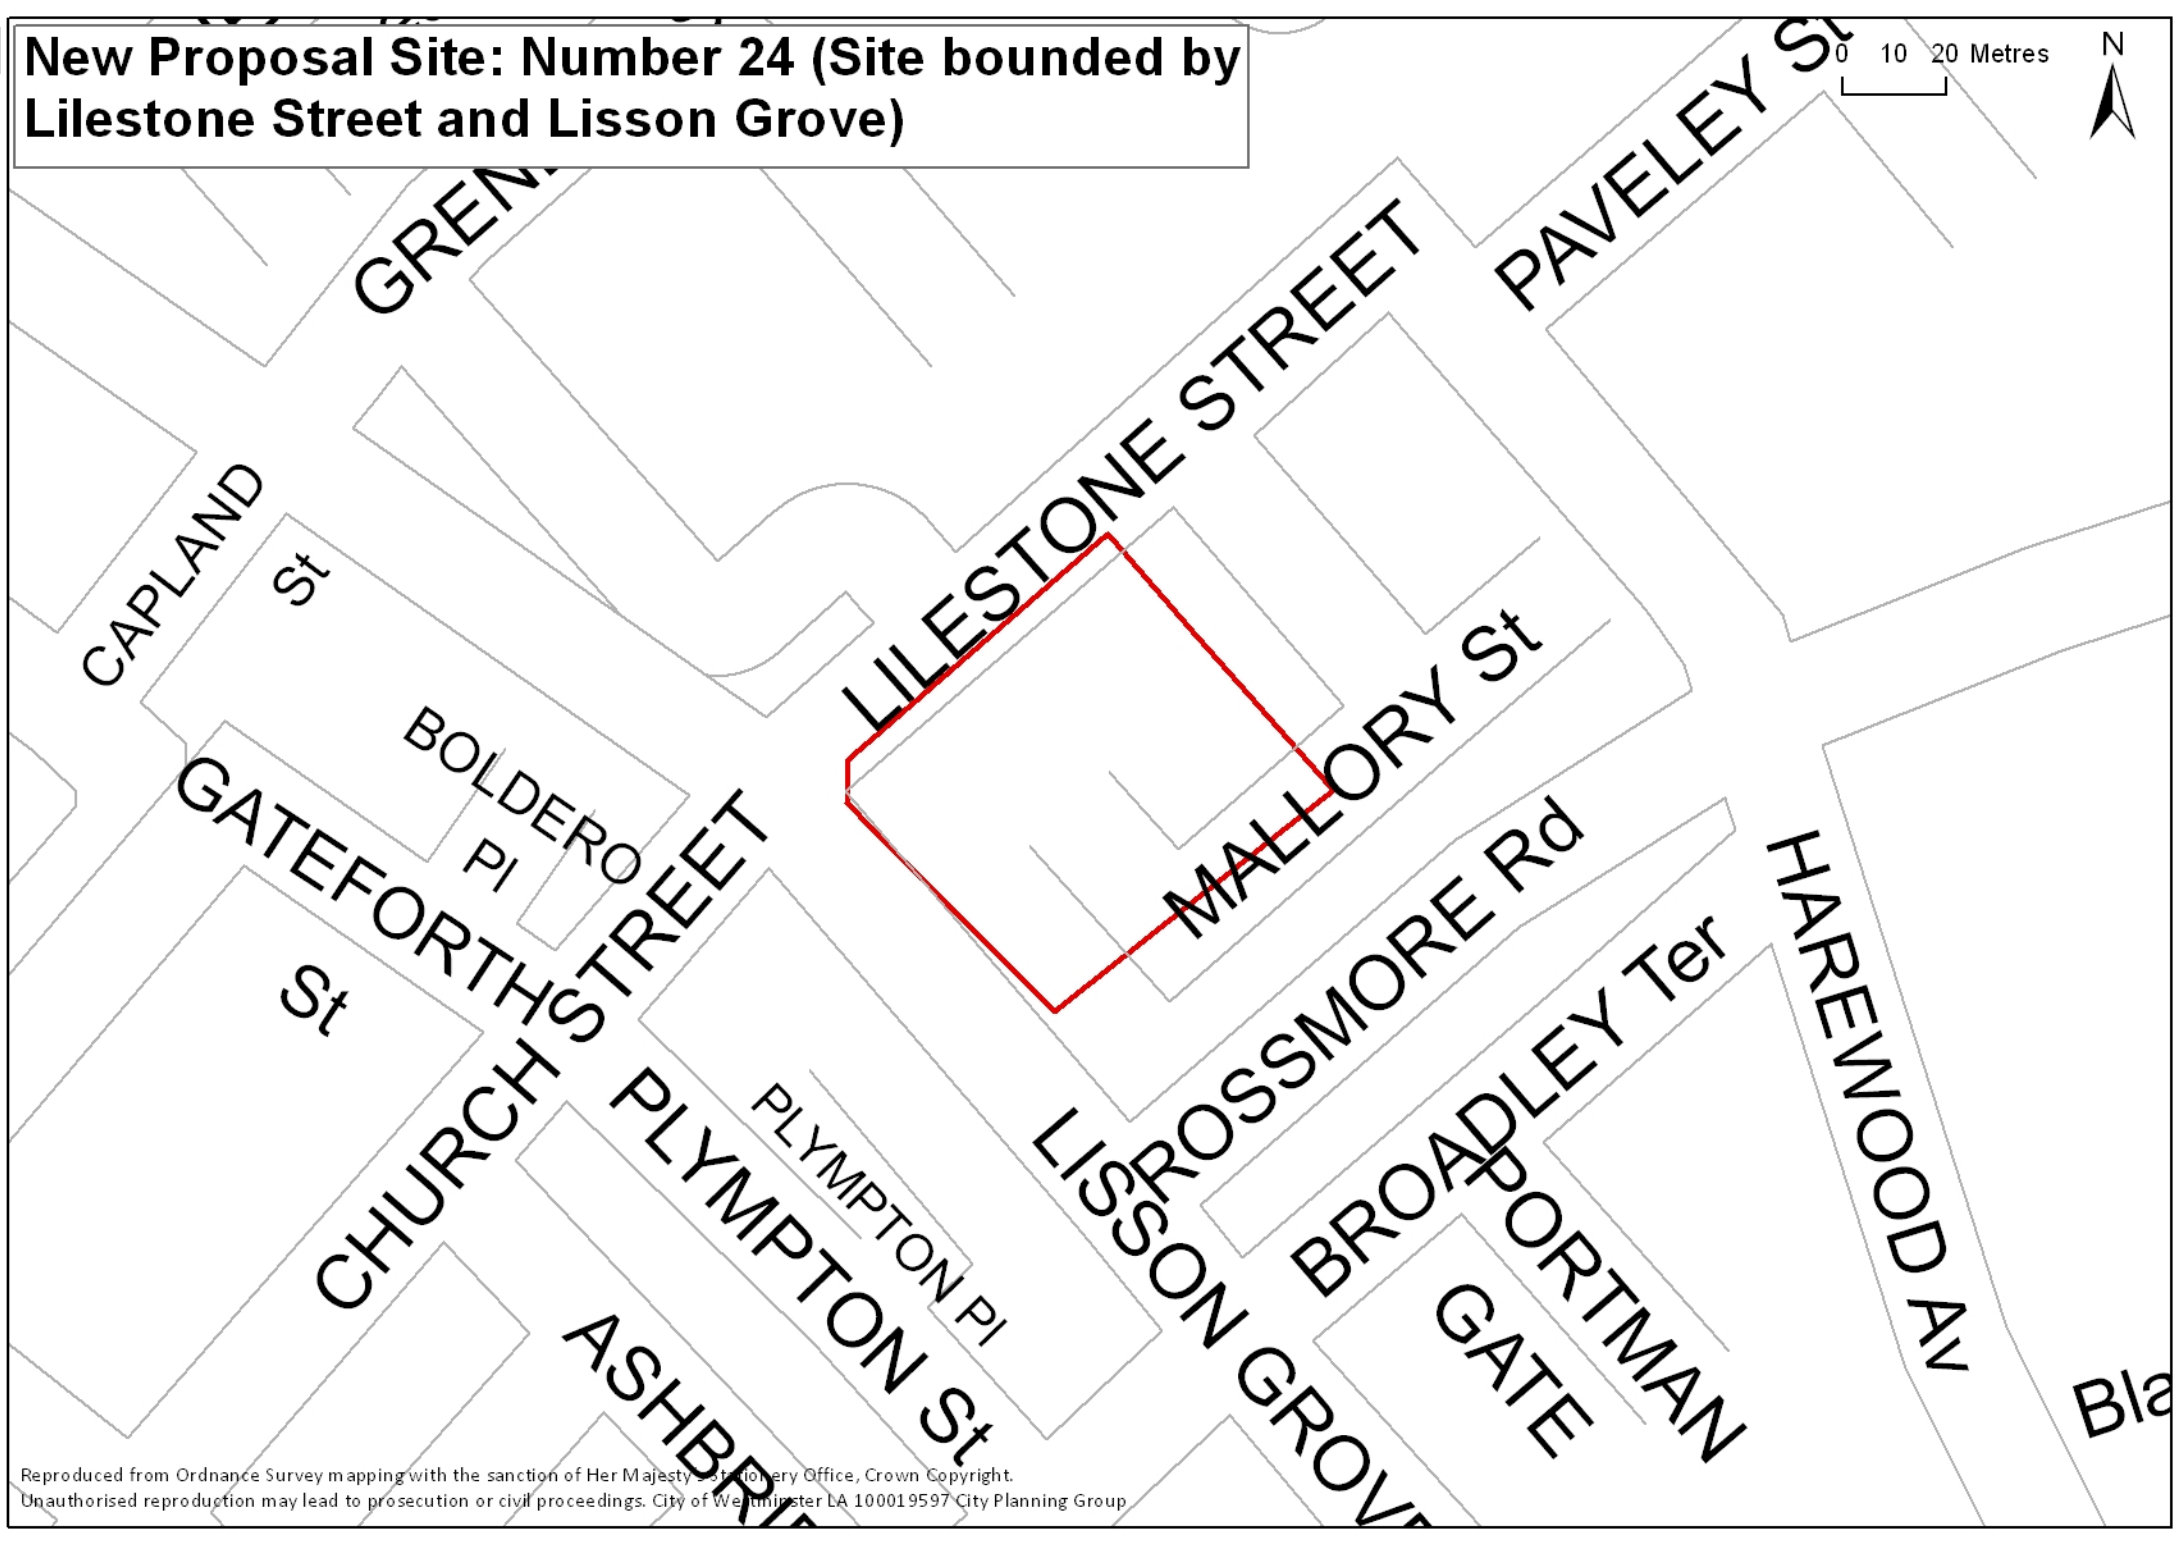 New Proposal Site: Number 24 (Site bounded by
Lilestone Street and Lisson Grove)
0 10 20 Metres
N
PAVELEY St
LILESTONE STREET
CAPLAND
St
BOLDERO
Pl
GATEFORTH
St
CHURCH STREET
MALLORY St
ROSSMORE Rd
BROADLEY Ter
HAREWOOD Av
PLYMPTON Pl
PLYMPTON St
LISSON GROVE
PORTMAN
GATE
Reproduced from Ordnance Survey mapping with the sanction of Her Majesty's Stationery Office, Crown Copyright.
Unauthorised reproduction may lead to prosecution or civil proceedings. City of Westminster LA 100019597 City Planning Group